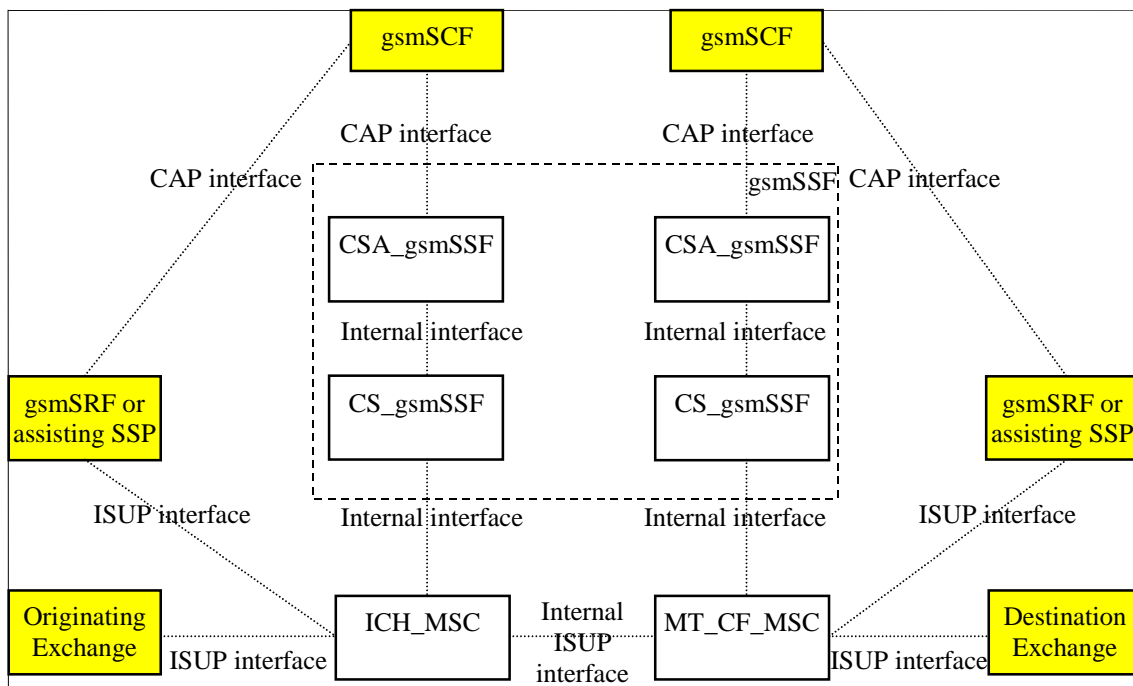 gsmSCF
gsmSCF
CAP interface
CAP interface
CAP interface
gsmSSF
CAP interface
CSA_gsmSSF
CSA_gsmSSF
Internal interface
Internal interface
gsmSRF or
assisting SSP
CS_gsmSSF
CS_gsmSSF
gsmSRF or
assisting SSP
ISUP interface
Internal interface
Internal interface
ISUP interface
Originating
Exchange
ISUP interface
ICH_MSC
Internal
ISUP
interface
MT_CF_MSC
ISUP interface
Destination
Exchange